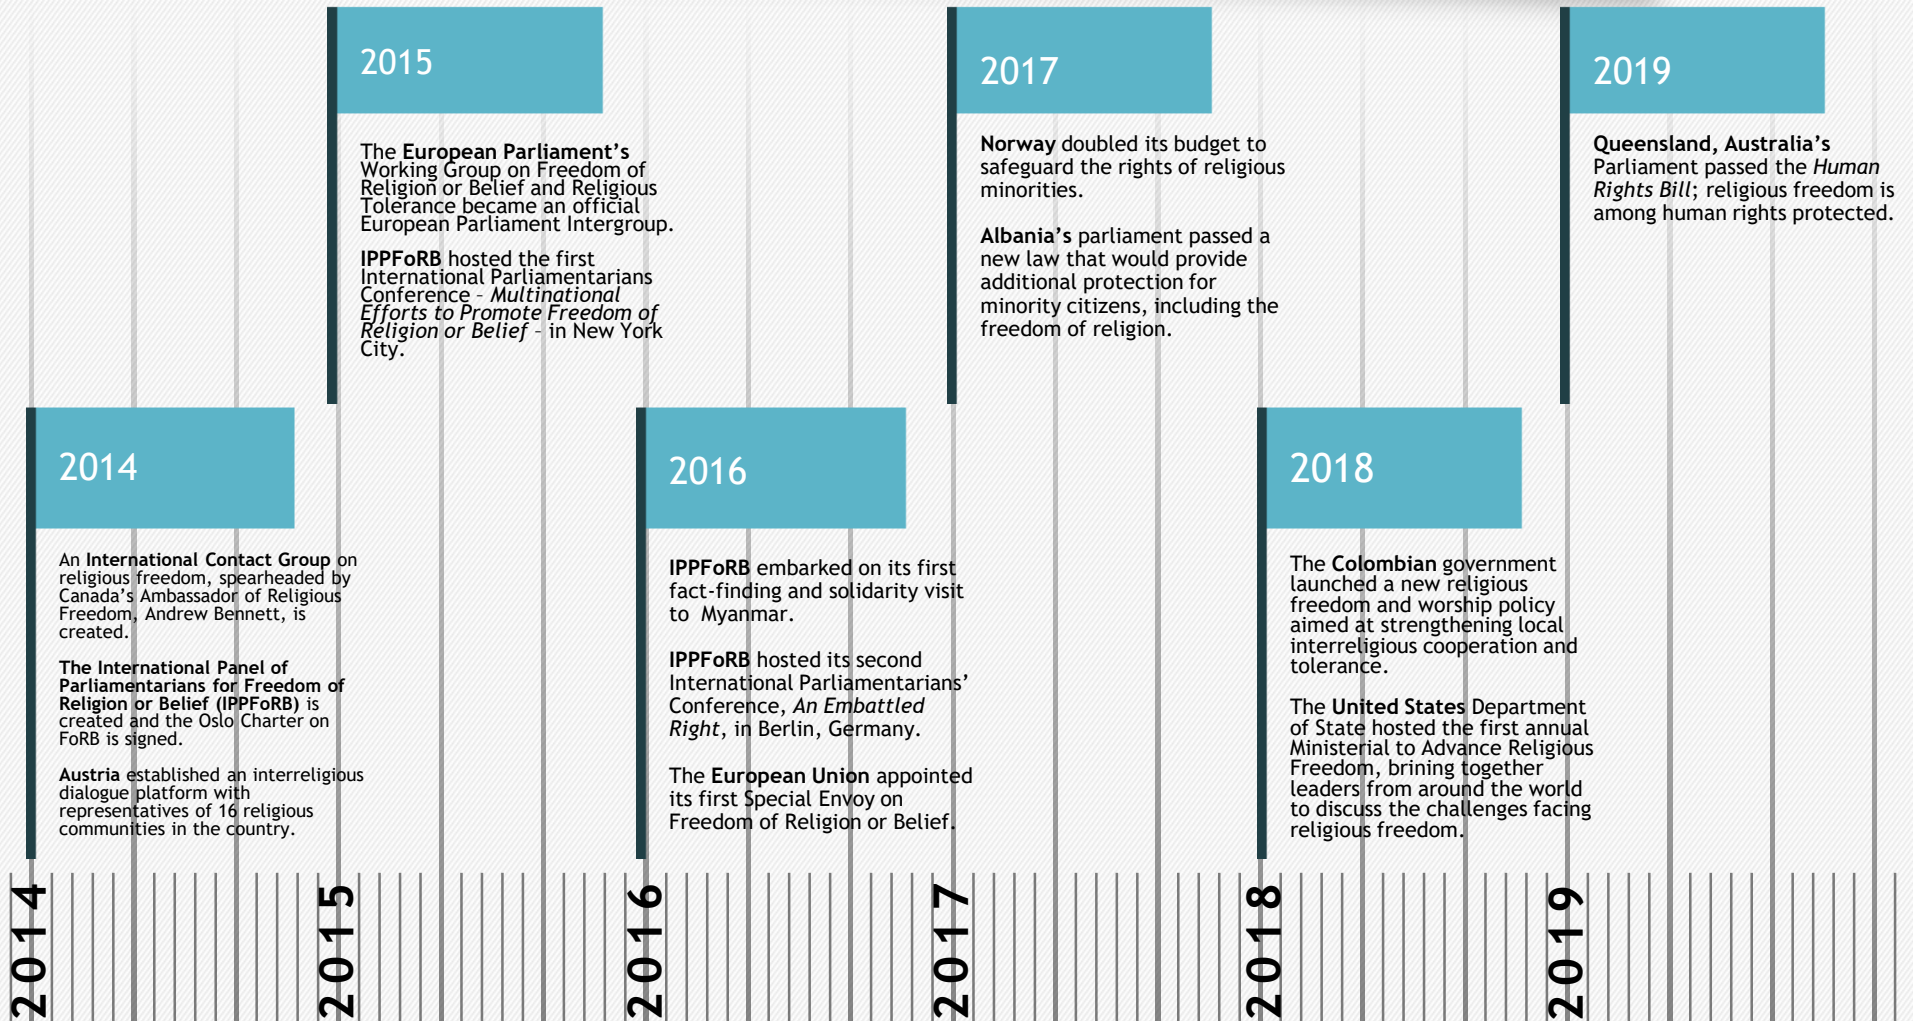 2015
The European Parliament's
Working Group on Freedom of
Religion or Belief and Religious
Tolerance became an official
European Parliament Intergroup.
IPPFoRB hosted the first
International Parliamentarians
Conference – Multinational
Efforts to Promote Freedom of
Religion or Belief – in New York
City.
2017
Norway doubled its budget to
safeguard the rights of religious
minorities.
Albania's parliament passed a
new law that would provide
additional protection for
minority citizens, including the
freedom of religion.
2019
Queensland, Australia's
Parliament passed the Human
Rights Bill; religious freedom is
among human rights protected.
2014
An International Contact Group on
religious freedom, spearheaded by
Canada's Ambassador of Religious
Freedom, Andrew Bennett, is
created.
The International Panel of
Parliamentarians for Freedom of
Religion or Belief (IPPFoRB) is
created and the Oslo Charter on
FoRB is signed.
Austria established an interreligious
dialogue platform with
representatives of 16 religious
communities in the country.
2016
IPPFoRB embarked on its first
fact-finding and solidarity visit
to Myanmar.
IPPFoRB hosted its second
International Parliamentarians'
Conference, An Embattled
Right, in Berlin, Germany.
The European Union appointed
its first Special Envoy on
Freedom of Religion or Belief.
2018
The Colombian government
launched a new religious
freedom and worship policy
aimed at strengthening local
interreligious cooperation and
tolerance.
The United States Department
of State hosted the first annual
Ministerial to Advance Religious
Freedom, brining together
leaders from around the world
to discuss the challenges facing
religious freedom.
2014
2015
2016
2017
2018
2019